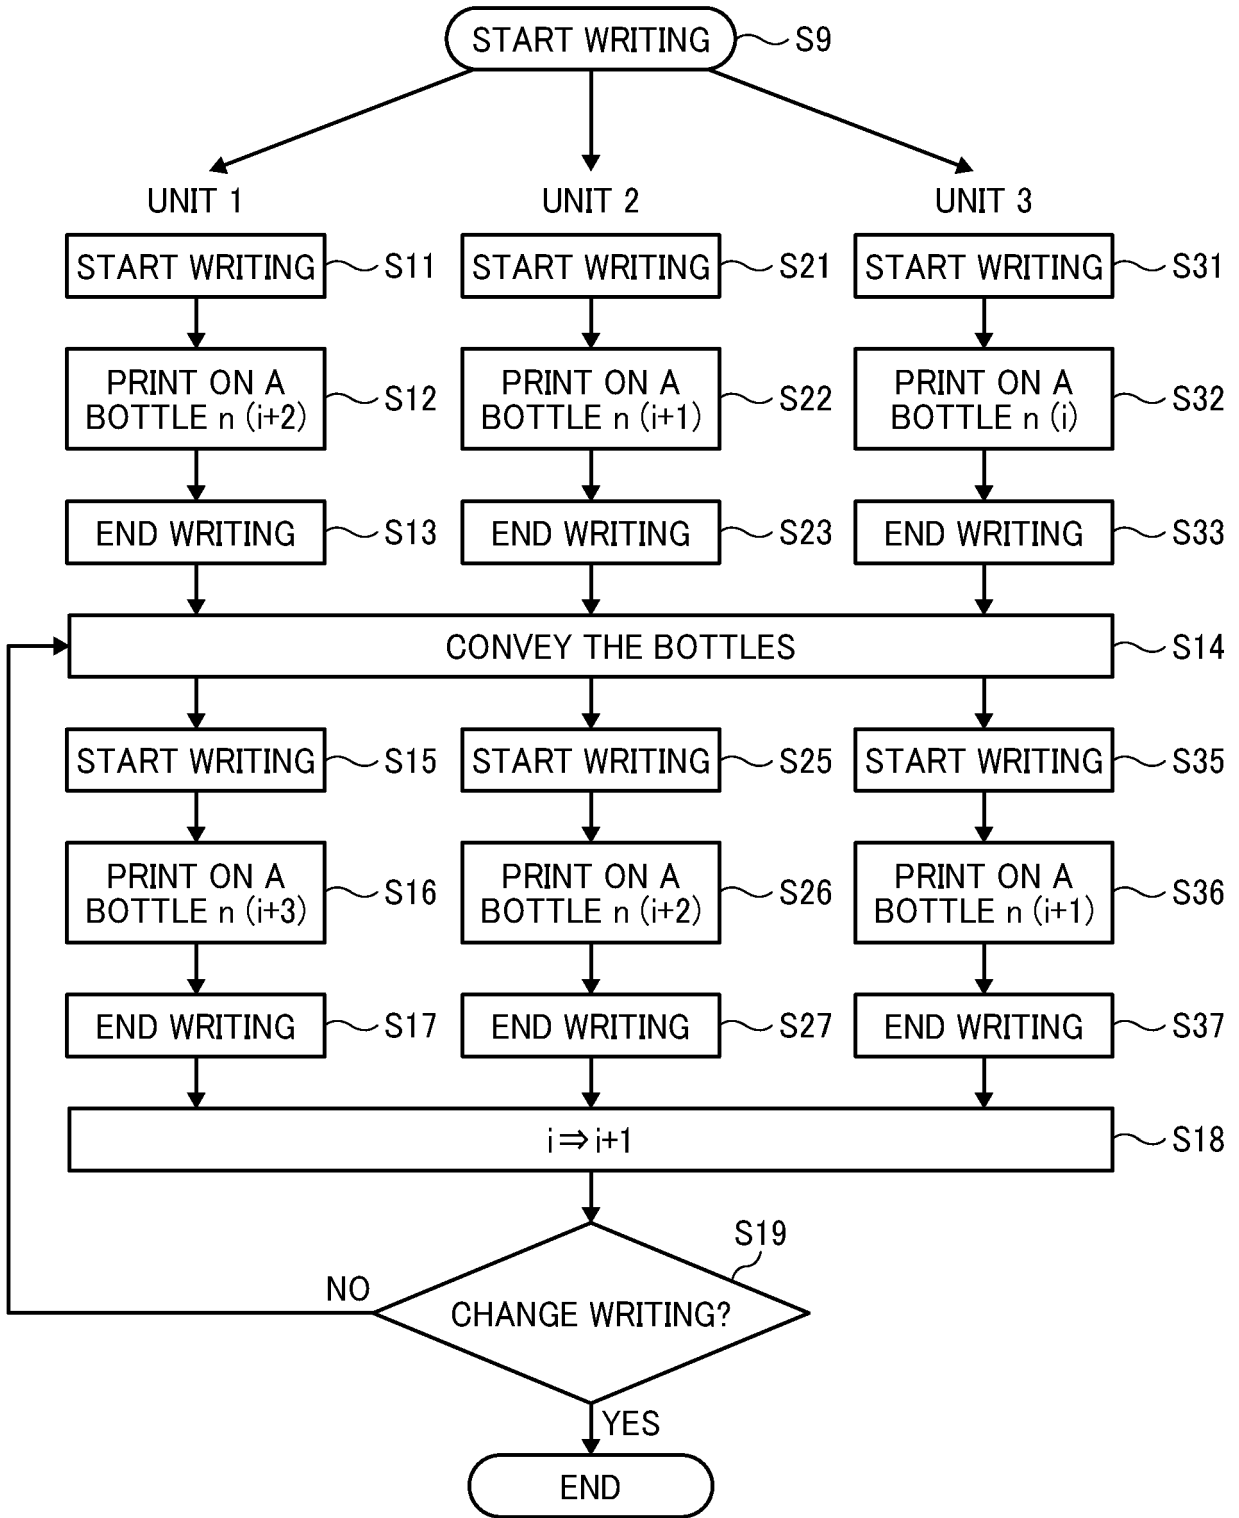 START WRITING S9
UNIT 1 UNIT 2 UNIT 3
START WRITING S11 START WRITING S21 START WRITING S31
PRINT ON A
BOTTLE n (i+2) S12
PRINT ON A
BOTTLE n (i+1) S22
PRINT ON A
BOTTLE n (i) S32
END WRITING S13 END WRITING S23 END WRITING S33
CONVEY THE BOTTLES S14
START WRITING S15 START WRITING S25 START WRITING S35
PRINT ON A
BOTTLE n (i+3) S16
PRINT ON A
BOTTLE n (i+2) S26
PRINT ON A
BOTTLE n (i+1) S36
END WRITING S17 END WRITING S27 END WRITING S37
i⇒i+1 S18
S19
NO
CHANGE WRITING?
YES
END